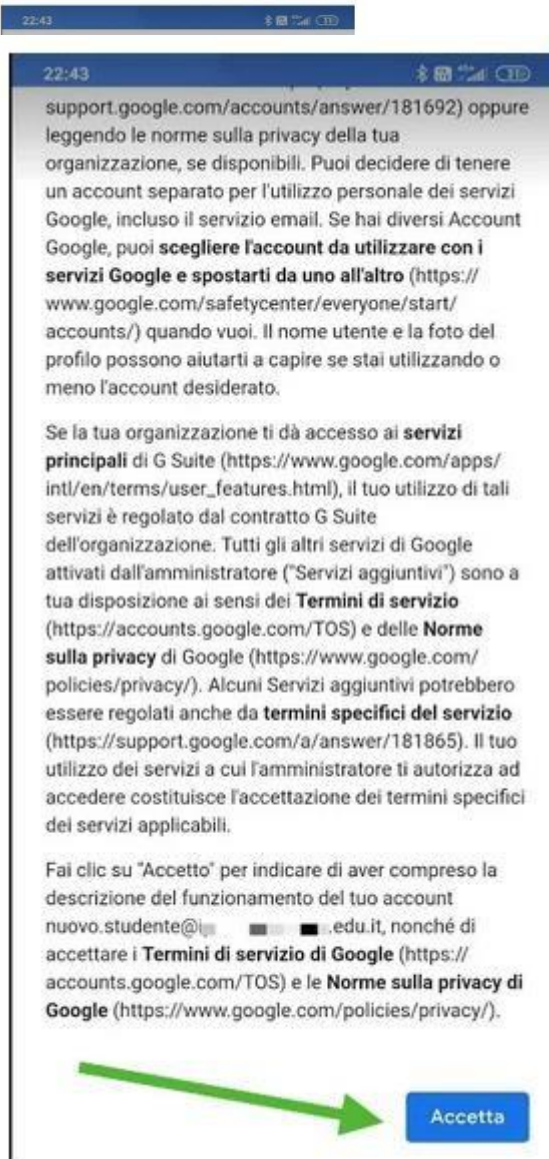 22:43
22:43
support.google.com/accounts/answer/181692) oppure
leggendo le norme sulla privacy della tua
organizzazione, se disponibili. Puoi decidere di tenere
un account separato per l'utilizzo personale dei servizi
Google, incluso il servizio email. Se hai diversi Account
Google, puoi scegliere l'account da utilizzare con i
servizi Google e spostarti da uno all'altro (https://
www.google.com/safetycenter/everyone/start/
accounts/) quando vuoi. Il nome utente e la foto del
profilo possono aiutarti a capire se stai utilizzando o
meno l'account desiderato.
Se la tua organizzazione ti dà accesso ai servizi
principali di G Suite (https://www.google.com/apps/
intl/en/terms/user_features.html), il tuo utilizzo di tali
servizi è regolato dal contratto G Suite
dell'organizzazione. Tutti gli altri servizi di Google
attivati dall'amministratore ("Servizi aggiuntivi") sono a
tua disposizione ai sensi dei Termini di servizio
(https://accounts.google.com/TOS) e delle Norme
sulla privacy di Google (https://www.google.com/
policies/privacy/). Alcuni Servizi aggiuntivi potrebbero
essere regolati anche da termini specifici del servizio
(https://support.google.com/a/answer/181865). Il tuo
utilizzo dei servizi a cui l'amministratore ti autorizza ad
accedere costituisce l'accettazione dei termini specifici
dei servizi applicabili.
Fai clic su "Accetto" per indicare di aver compreso la
descrizione del funzionamento del tuo account
nuovo.studente@ .edu.it, nonché di
accettare i Termini di servizio di Google (https://
accounts.google.com/TOS) e le Norme sulla privacy di
Google (https://www.google.com/policies/privacy/).
Accetta